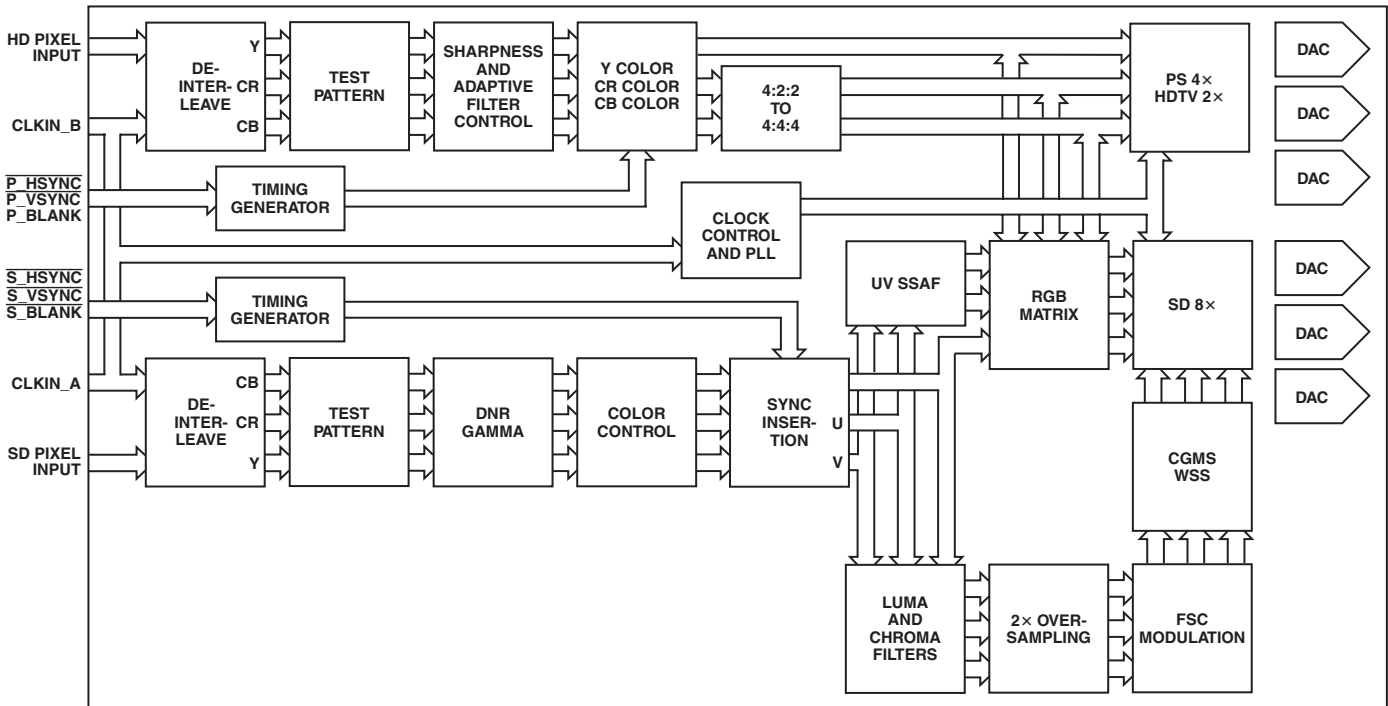 HD PIXEL
INPUT
CLKIN_B
P_HSYNC
P_VSYNC
P_BLANK
S_HSYNC
S_VSYNC
S_BLANK
CLKIN_A
SD PIXEL
INPUT
DE-
INTER-
LEAVE
Y
CR
CB
TEST
PATTERN
SHARPNESS
AND
ADAPTIVE
FILTER
CONTROL
Y COLOR
CR COLOR
CB COLOR
4:2:2
TO
4:4:4
PS 4×
HDTV 2×
DAC
DAC
DAC
TIMING
GENERATOR
CLOCK
CONTROL
AND PLL
TIMING
GENERATOR
UV SSAF
RGB
MATRIX
SD 8×
DAC
DAC
DAC
DE-
INTER-
LEAVE
CB
CR
Y
TEST
PATTERN
DNR
GAMMA
COLOR
CONTROL
SYNC
INSER-
TION
U
V
CGMS
WSS
LUMA
AND
CHROMA
FILTERS
2× OVER-
SAMPLING
FSC
MODULATION